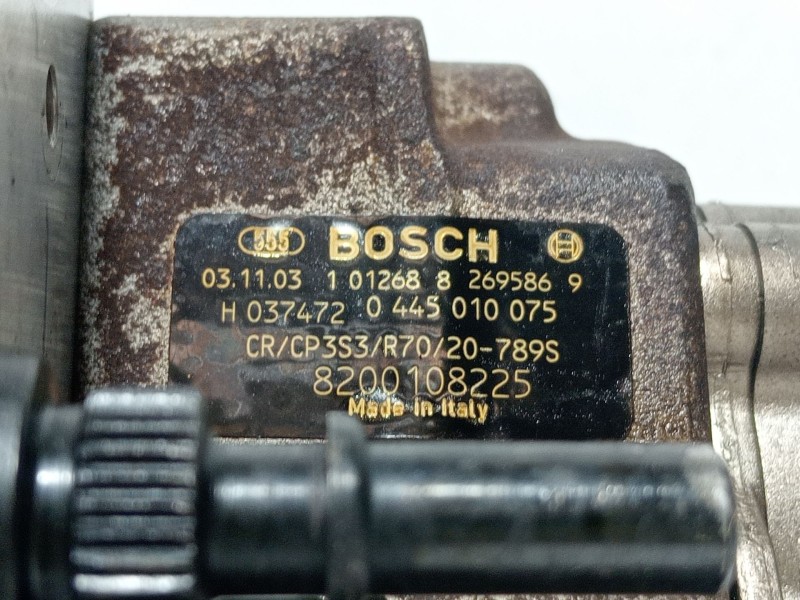 555 BOSCH
03.11.03 1 01268 8 269586 9
H 037472 0 445 010 075
CR/CP3S3/R70/20-789S
8200108225
Made in Italy